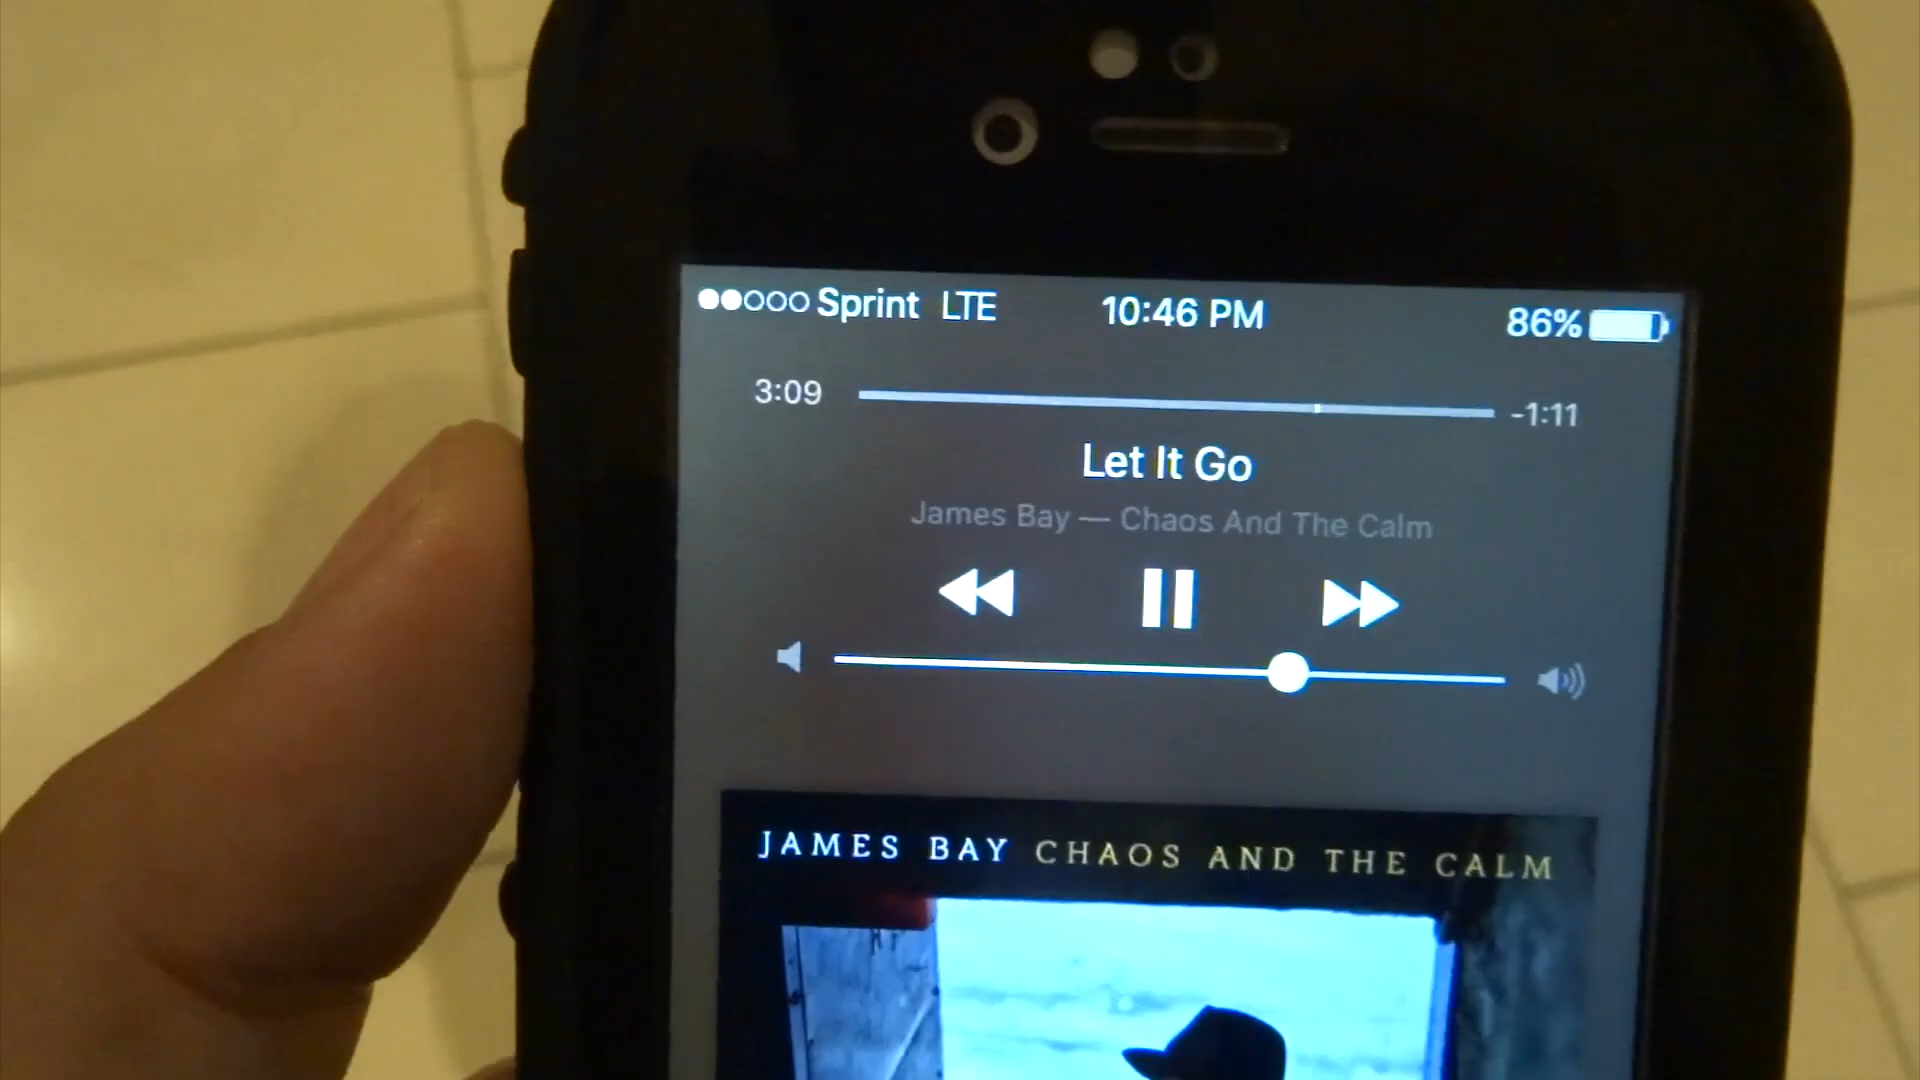 Sprint LTE 10:46 PM 86%
3:09 -1:11
Let It Go
James Bay — Chaos And The Calm
JAMES BAY CHAOS AND THE CALM